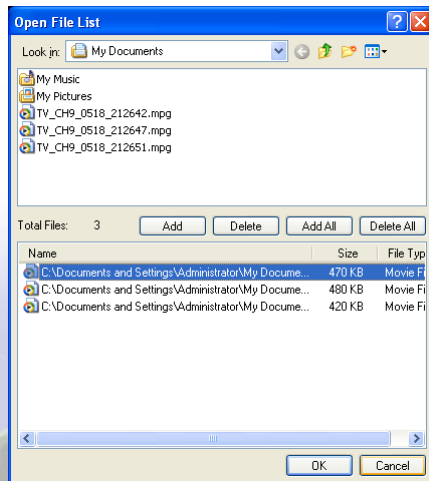 Open File List
Look in: My Documents
My Music
My Pictures
TV_CH9_0518_212642.mpg
TV_CH9_0518_212647.mpg
TV_CH9_0518_212651.mpg
Total Files: 3 Add Delete Add All Delete All
Name Size File Typ
C:\Documents and Settings\Administrator\My Docume... 470 KB Movie Fi
C:\Documents and Settings\Administrator\My Docume... 480 KB Movie Fi
C:\Documents and Settings\Administrator\My Docume... 420 KB Movie Fi
OK Cancel